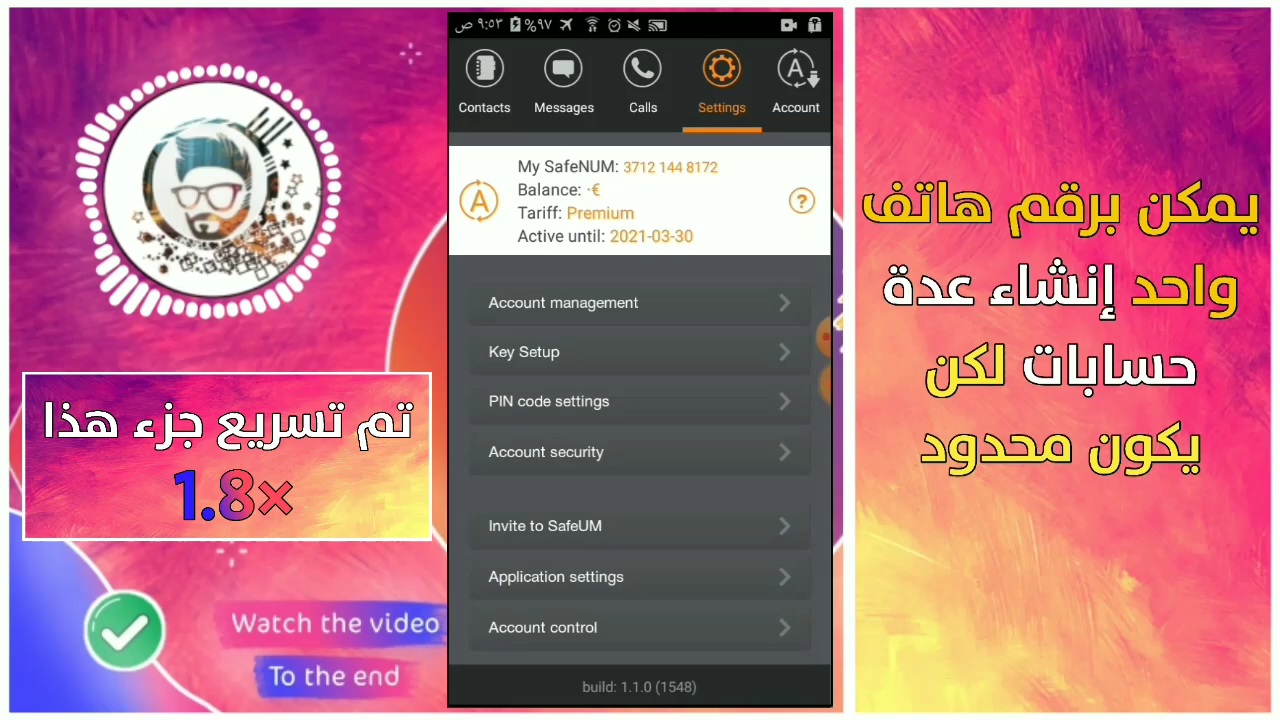 ٩:٥٣ ص
%٩٧
Contacts
Messages
Calls
Settings
Account
My SafeNUM: 3712 144 8172
Balance: ·€
Tariff: Premium
Active until: 2021-03-30
Account management
Key Setup
PIN code settings
Account security
Invite to SafeUM
Application settings
Account control
build: 1.1.0 (1548)
تم تسريع جزء هذا
1.8×
Watch the video
To the end
يمكن برقم هاتف
واحد إنشاء عدة
حسابات لكن
يكون محدود